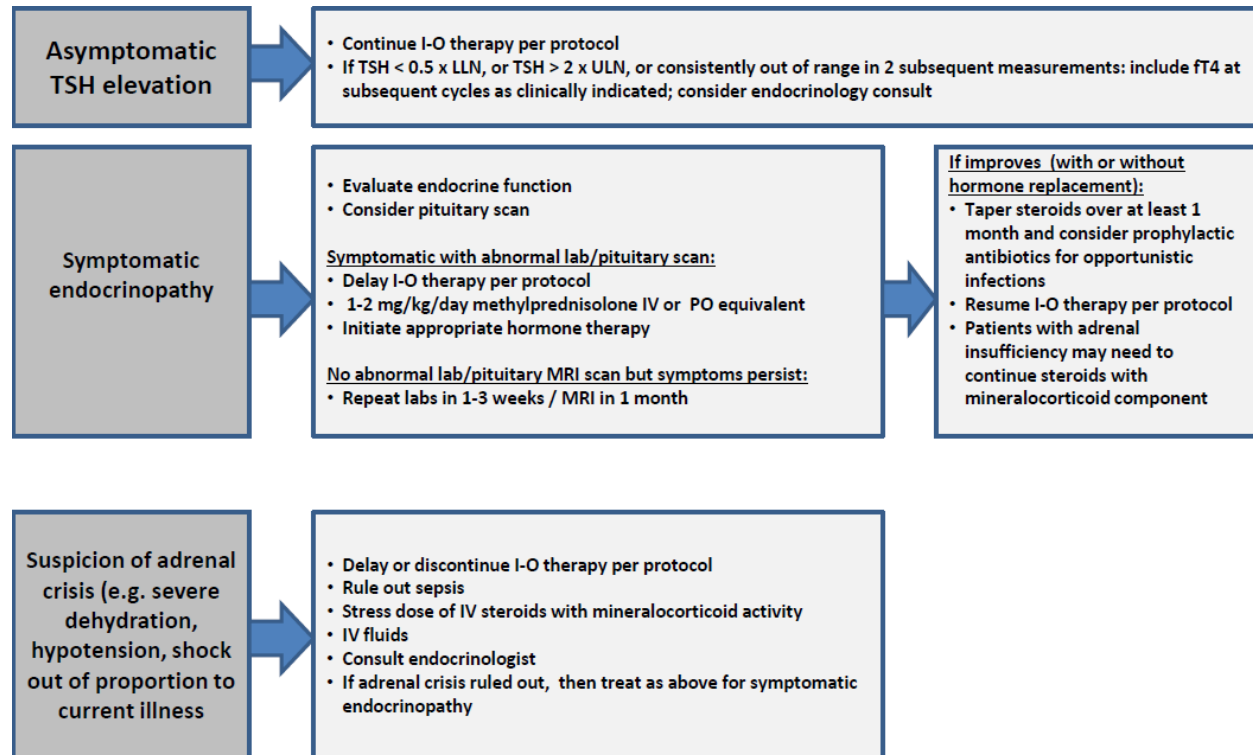 Asymptomatic
TSH elevation
• Continue I-O therapy per protocol
• If TSH < 0.5 x LLN, or TSH > 2 x ULN, or consistently out of range in 2 subsequent measurements: include fT4 at
subsequent cycles as clinically indicated; consider endocrinology consult
Symptomatic
endocrinopathy
• Evaluate endocrine function
• Consider pituitary scan
Symptomatic with abnormal lab/pituitary scan:
• Delay I-O therapy per protocol
• 1-2 mg/kg/day methylprednisolone IV or PO equivalent
• Initiate appropriate hormone therapy
No abnormal lab/pituitary MRI scan but symptoms persist:
• Repeat labs in 1-3 weeks / MRI in 1 month
If improves (with or without
hormone replacement):
• Taper steroids over at least 1
month and consider prophylactic
antibiotics for opportunistic
infections
• Resume I-O therapy per protocol
• Patients with adrenal
insufficiency may need to
continue steroids with
mineralocorticoid component
Suspicion of adrenal
crisis (e.g. severe
dehydration,
hypotension, shock
out of proportion to
current illness
• Delay or discontinue I-O therapy per protocol
• Rule out sepsis
• Stress dose of IV steroids with mineralocorticoid activity
• IV fluids
• Consult endocrinologist
• If adrenal crisis ruled out, then treat as above for symptomatic
endocrinopathy